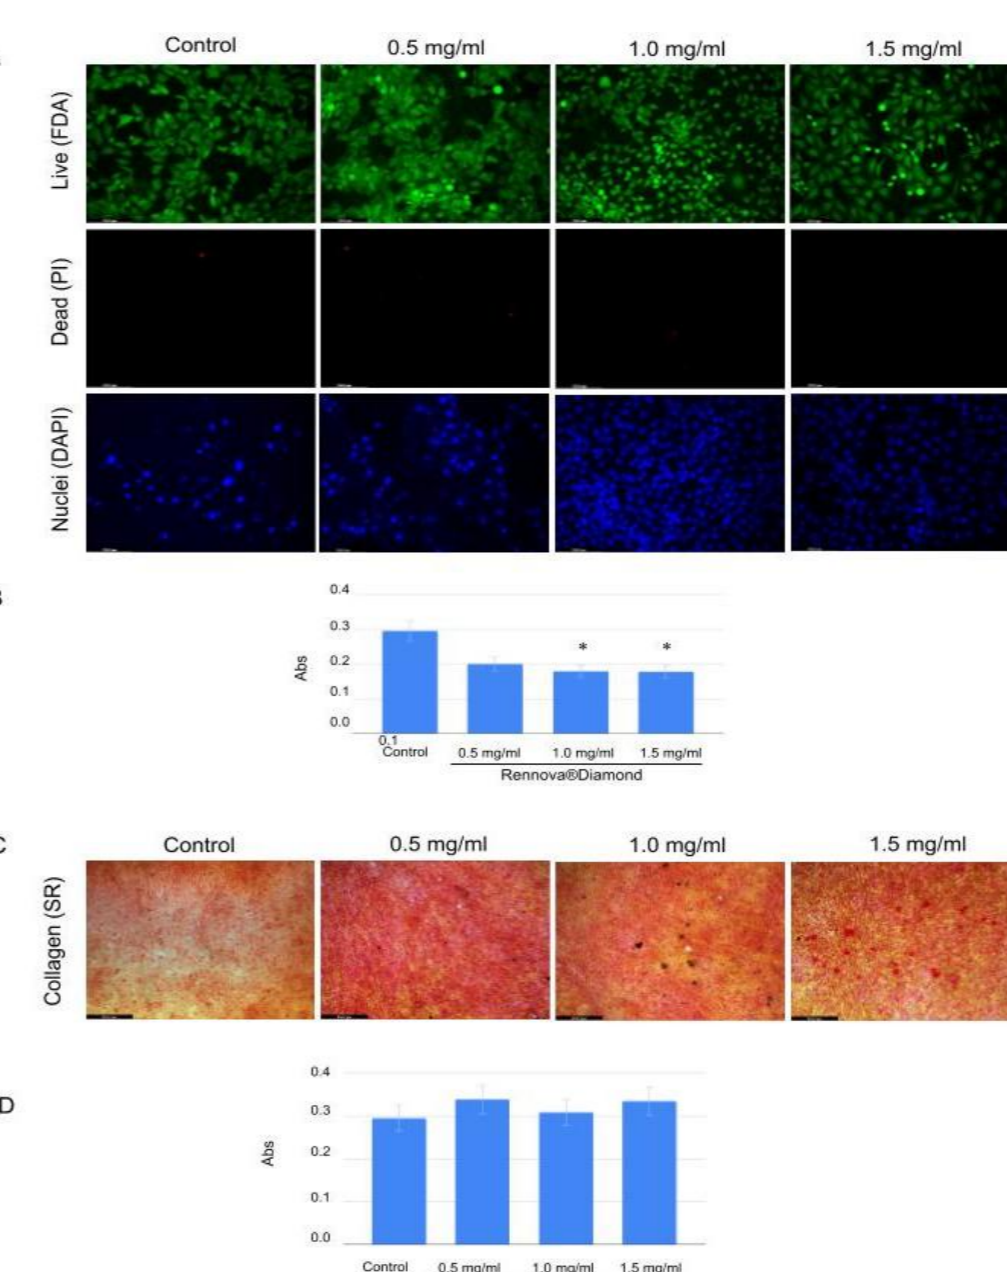 Control 0.5 mg/ml 1.0 mg/ml 1.5 mg/ml
Live (FDA)
Dead (PI)
Nuclei (DAPI)
B
0.4
0.3
0.2
0.1
0.0
Abs
* *
0.1
Control 0.5 mg/ml 1.0 mg/ml 1.5 mg/ml
Rennova®Diamond
C
Control 0.5 mg/ml 1.0 mg/ml 1.5 mg/ml
Collagen (SR)
D
0.4
0.3
0.2
0.1
0.0
Abs
Control 0.5 mg/ml 1.0 mg/ml 1.5 mg/ml